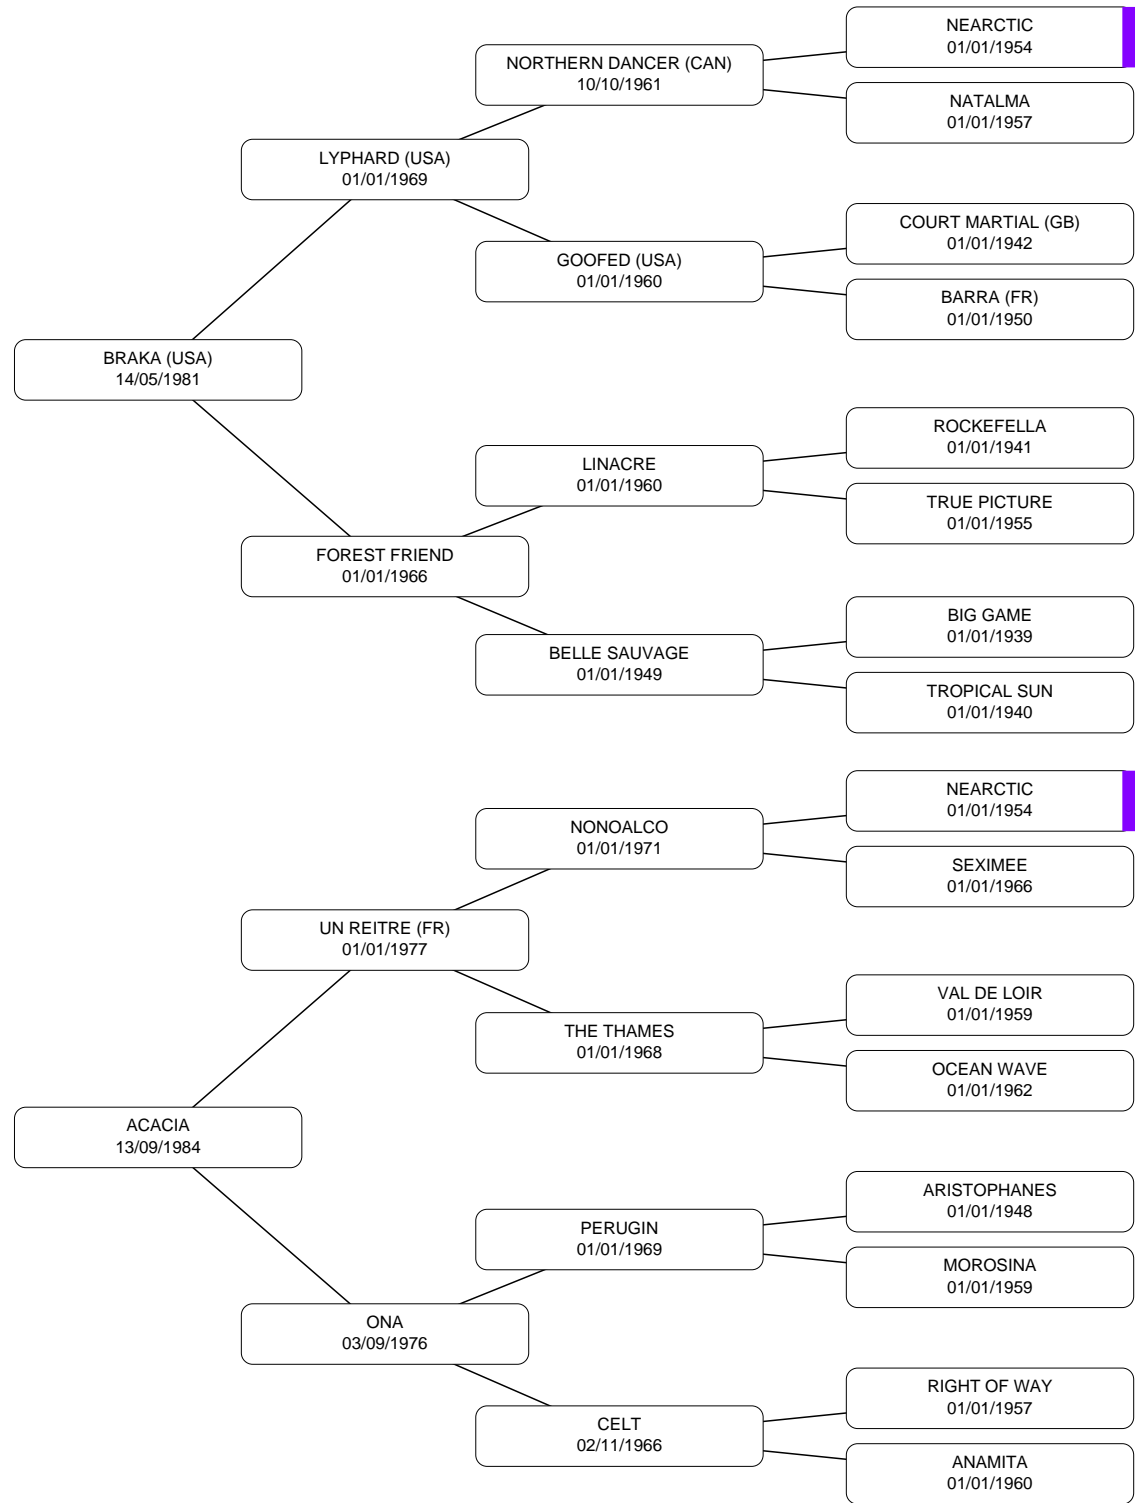 NEARCTIC
01/01/1954
NORTHERN DANCER (CAN)
10/10/1961
NATALMA
01/01/1957
LYPHARD (USA)
01/01/1969
COURT MARTIAL (GB)
01/01/1942
GOOFED (USA)
01/01/1960
BARRA (FR)
01/01/1950
BRAKA (USA)
14/05/1981
ROCKEFELLA
01/01/1941
LINACRE
01/01/1960
TRUE PICTURE
01/01/1955
FOREST FRIEND
01/01/1966
BIG GAME
01/01/1939
BELLE SAUVAGE
01/01/1949
TROPICAL SUN
01/01/1940
NEARCTIC
01/01/1954
NONOALCO
01/01/1971
SEXIMEE
01/01/1966
UN REITRE (FR)
01/01/1977
VAL DE LOIR
01/01/1959
THE THAMES
01/01/1968
OCEAN WAVE
01/01/1962
ACACIA
13/09/1984
ARISTOPHANES
01/01/1948
PERUGIN
01/01/1969
MOROSINA
01/01/1959
ONA
03/09/1976
RIGHT OF WAY
01/01/1957
CELT
02/11/1966
ANAMITA
01/01/1960